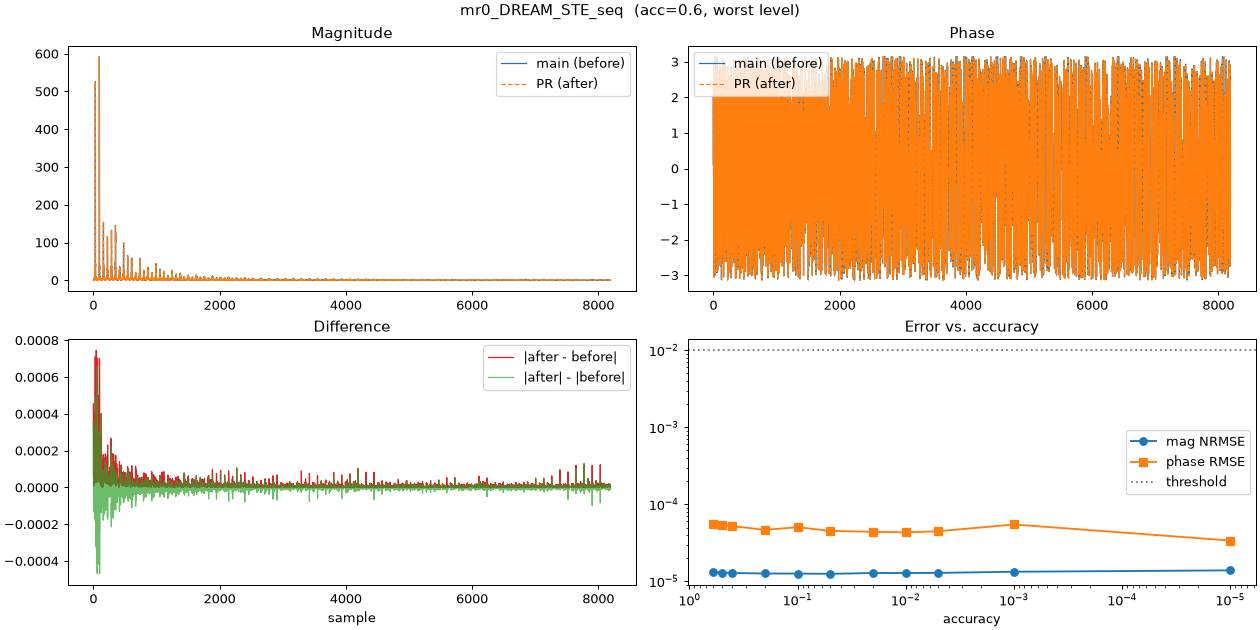 mr0_DREAM_STE_seq (acc=0.6, worst level)
Magnitude
600
500
400
300
200
100
0
0 2000 4000 6000 8000
main (before)
PR (after)
Phase
3
2
1
0
−1
−2
−3
0 2000 4000 6000 8000
main (before)
PR (after)
Difference
0.0008
0.0006
0.0004
0.0002
0.0000
−0.0002
−0.0004
0 2000 4000 6000 8000
sample
|after - before|
|after| - |before|
Error vs. accuracy
10⁻²
10⁻³
10⁻⁴
10⁻⁵
10⁰ 10⁻¹ 10⁻² 10⁻³ 10⁻⁴ 10⁻⁵
accuracy
mag NRMSE
phase RMSE
threshold